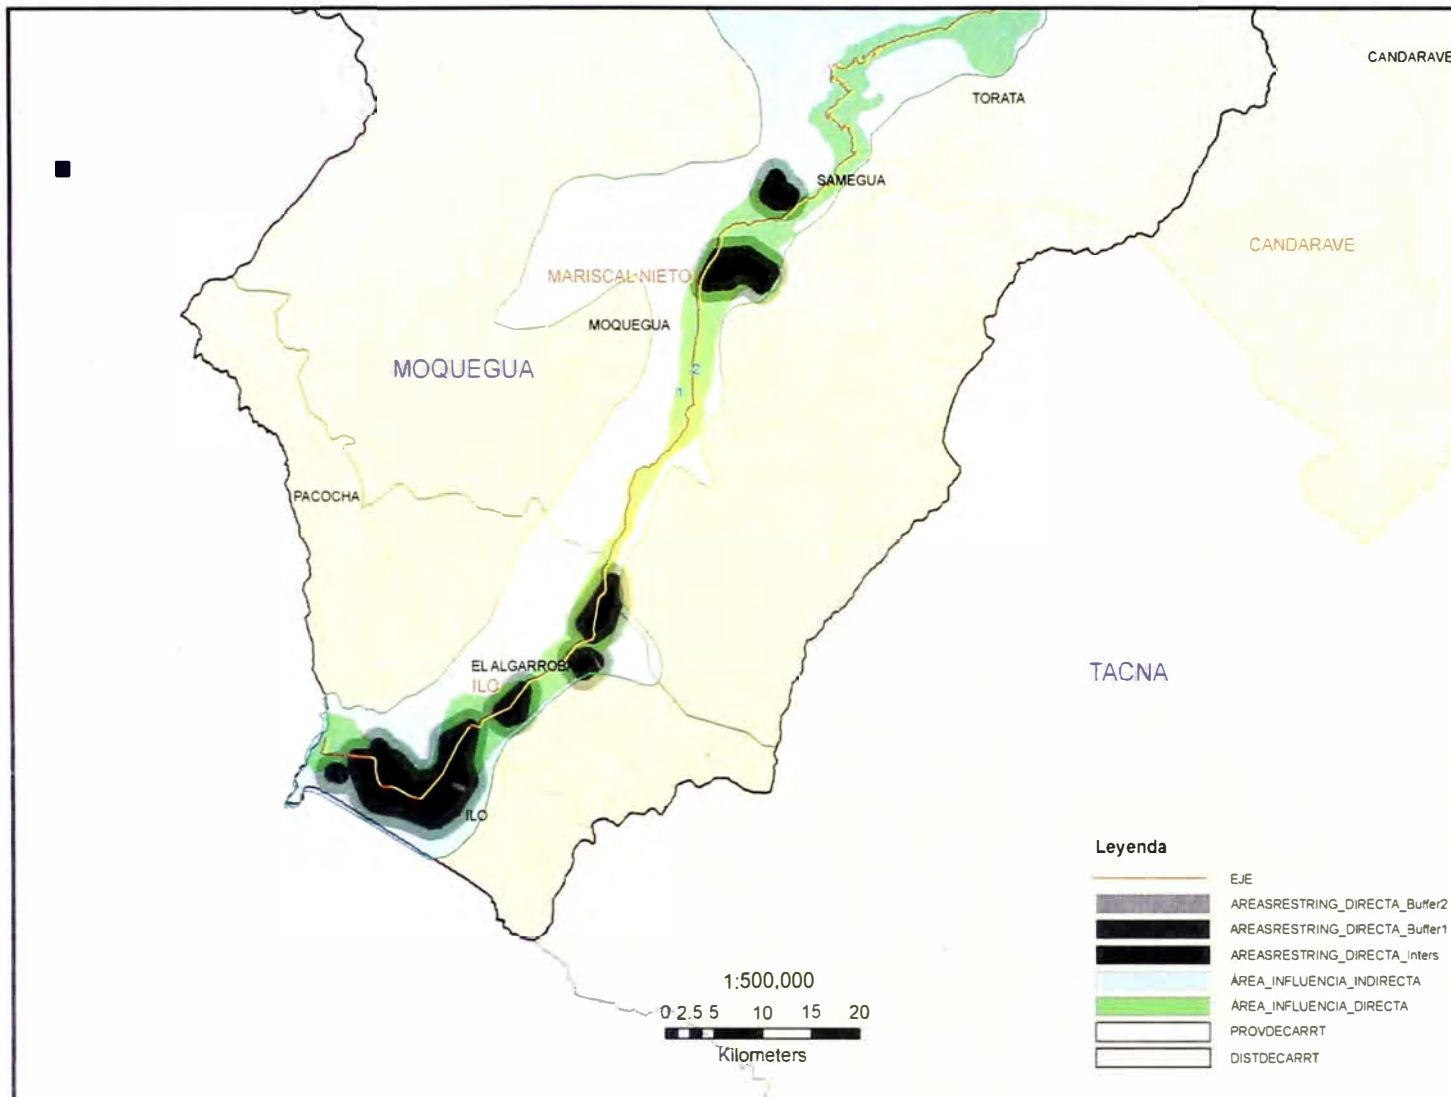 CANDARAVE
TORATA
SAMEGUA
CANDARAVE
MARISCAL NIETO
MOQUEGUA
MOQUEGUA
2
1
PACOCHA
EL ALGARROB
ILO
TACNA
ILO
Leyenda
EJE
AREASRESTRING_DIRECTA_Buffer2
AREASRESTRING_DIRECTA_Buffer1
AREASRESTRING_DIRECTA_Inters
ÁREA_INFLUENCIA_INDIRECTA
ÁREA_INFLUENCIA_DIRECTA
PROVDECARRT
DISTDECARRT
1:500,000
0 2.5 5 10 15 20
Kilometers